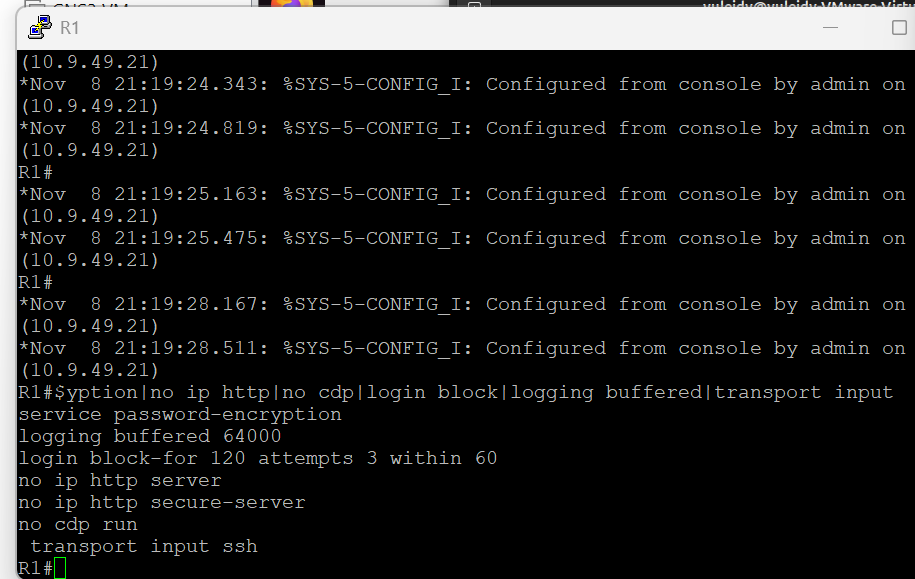 R1
(10.9.49.21)
*Nov  8 21:19:24.343: %SYS-5-CONFIG_I: Configured from console by admin on
(10.9.49.21)
*Nov  8 21:19:24.819: %SYS-5-CONFIG_I: Configured from console by admin on
(10.9.49.21)
R1#
*Nov  8 21:19:25.163: %SYS-5-CONFIG_I: Configured from console by admin on
(10.9.49.21)
*Nov  8 21:19:25.475: %SYS-5-CONFIG_I: Configured from console by admin on
(10.9.49.21)
R1#
*Nov  8 21:19:28.167: %SYS-5-CONFIG_I: Configured from console by admin on
(10.9.49.21)
*Nov  8 21:19:28.511: %SYS-5-CONFIG_I: Configured from console by admin on
(10.9.49.21)
R1#$yption|no ip http|no cdp|login block|logging buffered|transport input
service password-encryption
logging buffered 64000
login block-for 120 attempts 3 within 60
no ip http server
no ip http secure-server
no cdp run
 transport input ssh
R1#